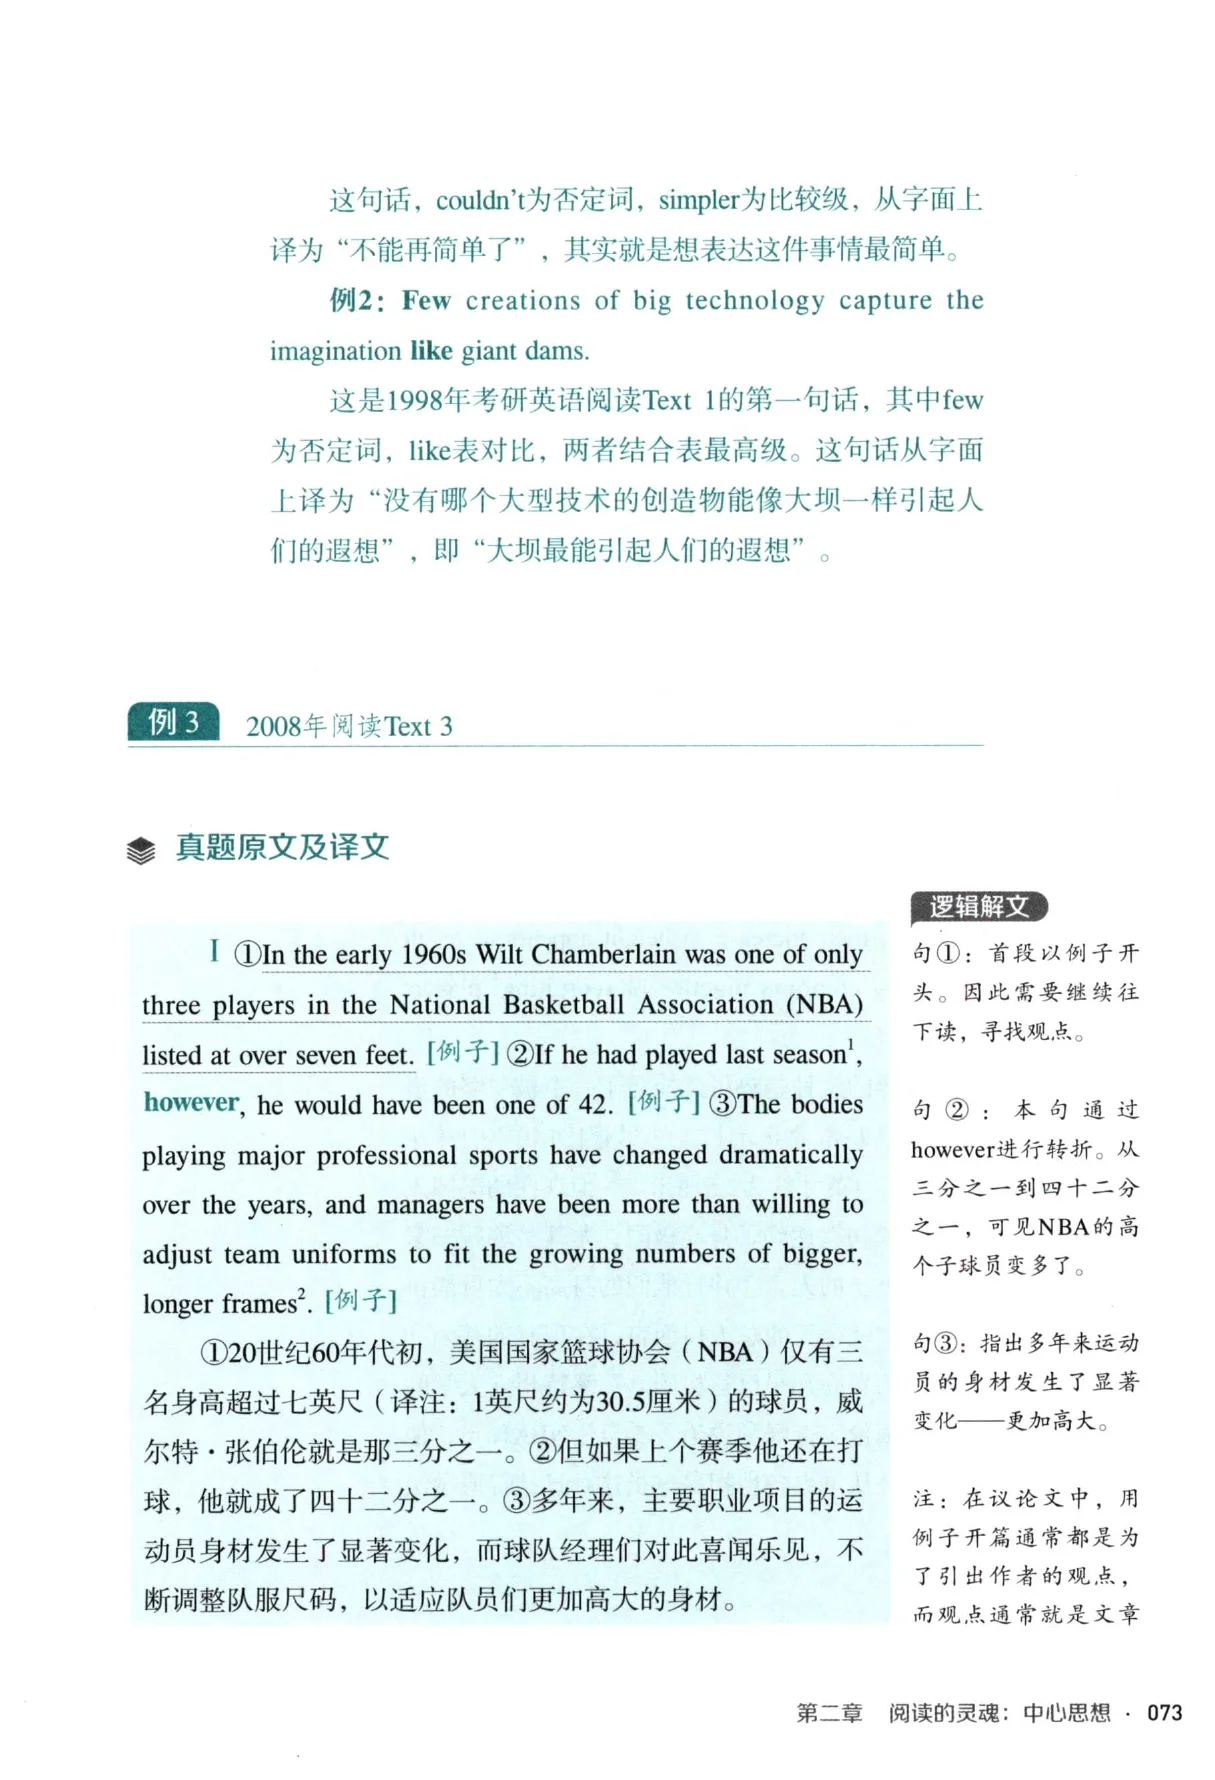 这句话，couldn't为否定词，simpler为比较级，从字面上
译为“不能再简单了”，其实就是想表达这件事情最简单。
例2：Few creations of big technology capture the
imagination like giant dams.
这是1998年考研英语阅读Text 1的第一句话，其中few
为否定词，like表对比，两者结合表最高级。这句话从字面
上译为“没有哪个大型技术的创造物能像大坝一样引起人
们的遐想”，即“大坝最能引起人们的遐想”。
例 3 2008年阅读Text 3
真题原文及译文
I ①In the early 1960s Wilt Chamberlain was one of only
three players in the National Basketball Association (NBA)
listed at over seven feet. [例子] ②If he had played last season¹,
however, he would have been one of 42. [例子] ③The bodies
playing major professional sports have changed dramatically
over the years, and managers have been more than willing to
adjust team uniforms to fit the growing numbers of bigger,
longer frames². [例子]
①20世纪60年代初，美国国家篮球协会（NBA）仅有三
名身高超过七英尺（译注：1英尺约为30.5厘米）的球员，威
尔特·张伯伦就是那三分之一。②但如果上个赛季他还在打
球，他就成了四十二分之一。③多年来，主要职业项目的运
动员身材发生了显著变化，而球队经理们对此喜闻乐见，不
断调整队服尺码，以适应队员们更加高大的身材。
逻辑解文
句①：首段以例子开
头。因此需要继续往
下读，寻找观点。
句②：本句通过
however进行转折。从
三分之一到四十二分
之一，可见NBA的高
个子球员变多了。
句③：指出多年来运动
员的身材发生了显著
变化——更加高大。
注：在议论文中，用
例子开篇通常都是为
了引出作者的观点，
而观点通常就是文章
第二章 阅读的灵魂：中心思想 · 073